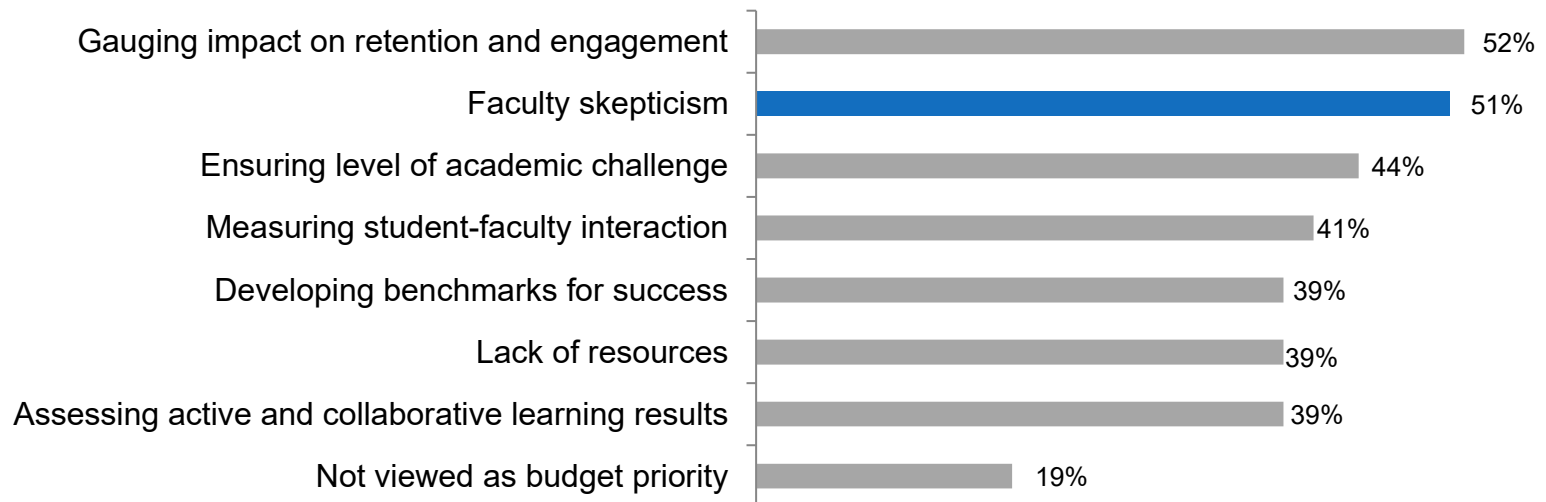 Gauging impact on retention and engagement 52%
Faculty skepticism 51%
Ensuring level of academic challenge 44%
Measuring student-faculty interaction 41%
Developing benchmarks for success 39%
Lack of resources 39%
Assessing active and collaborative learning results 39%
Not viewed as budget priority 19%